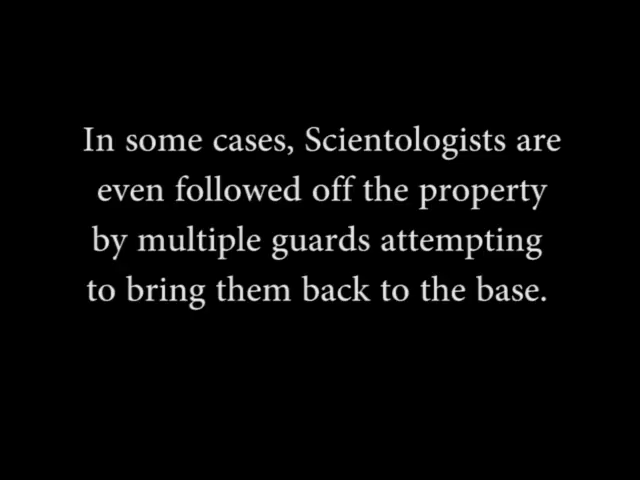 In some cases, Scientologists are
even followed off the property
by multiple guards attempting
to bring them back to the base.